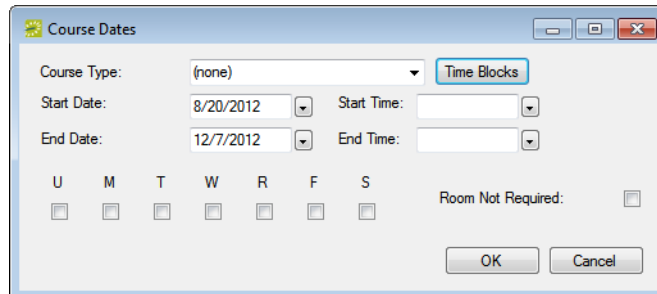 Course Dates
Course Type: (none) Time Blocks
Start Date: 8/20/2012 Start Time:
End Date: 12/7/2012 End Time:
U M T W R F S
Room Not Required:
OK Cancel